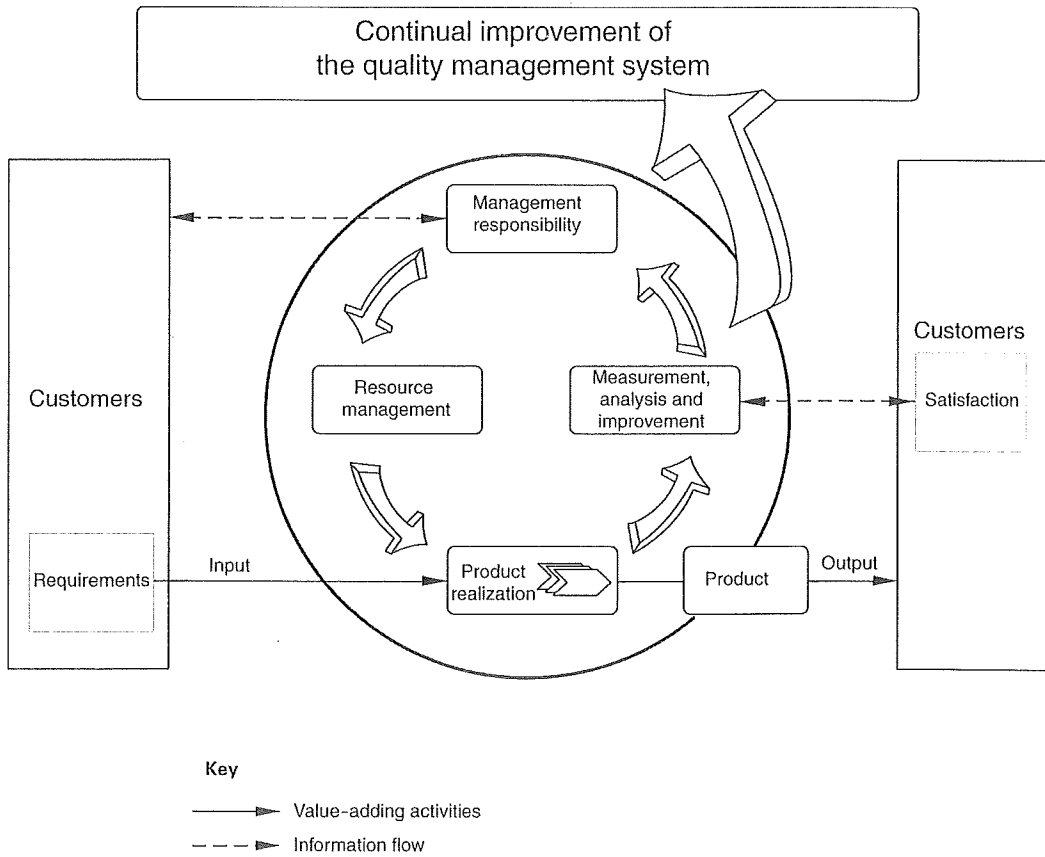 Continual improvement of
the quality management system
Management
responsibility
Customers
Resource
management
Measurement,
analysis and
improvement
Customers
Satisfaction
Requirements
Input
Product
realization
Product
Output
Key
Value-adding activities
Information flow